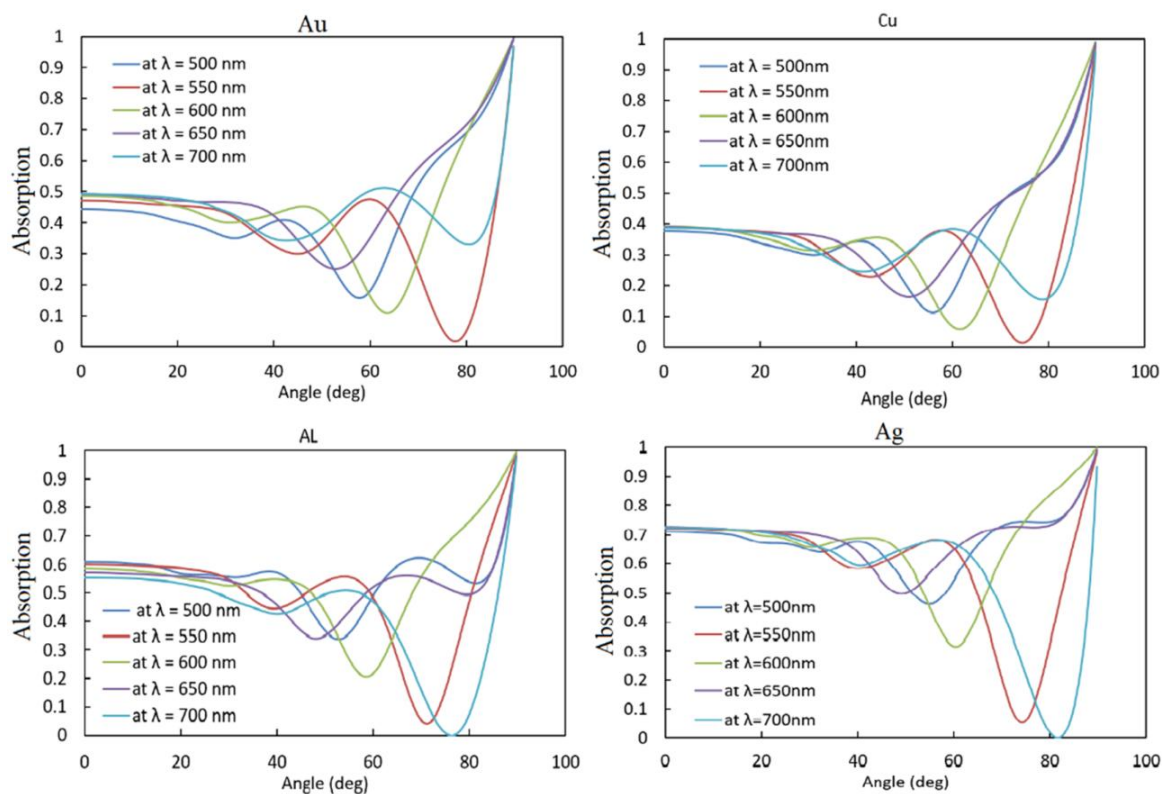 Au
Absorption
1
0.9
0.8
0.7
0.6
0.5
0.4
0.3
0.2
0.1
0
at λ = 500 nm
at λ = 550 nm
at λ = 600 nm
at λ = 650 nm
at λ = 700 nm
0 20 40 60 80 100
Angle (deg)
Cu
Absorption
1
0.9
0.8
0.7
0.6
0.5
0.4
0.3
0.2
0.1
0
at λ = 500nm
at λ = 550nm
at λ = 600nm
at λ = 650nm
at λ = 700nm
0 20 40 60 80 100
Angle (deg)
AL
Absorption
1
0.9
0.8
0.7
0.6
0.5
0.4
0.3
0.2
0.1
0
at λ = 500 nm
at λ = 550 nm
at λ = 600 nm
at λ = 650 nm
at λ = 700 nm
0 20 40 60 80 100
Angle (deg)
Ag
Absorption
1
0.9
0.8
0.7
0.6
0.5
0.4
0.3
0.2
0.1
0
at λ=500nm
at λ=550nm
at λ=600nm
at λ=650nm
at λ=700nm
0 20 40 60 80 100
Angle (deg)